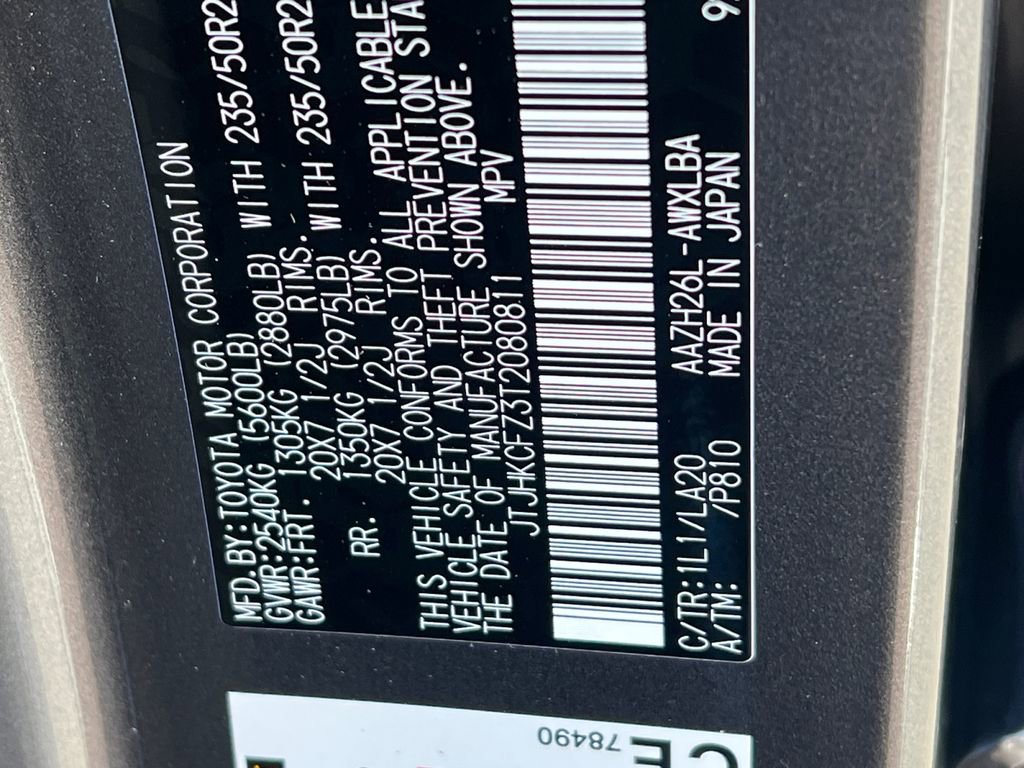 MFD.BY:TOYOTA MOTOR CORPORATION
GVWR:2540KG (5600LB)
GAWR:FRT. 1305KG (2880LB) WITH 235/50R2
20X7 1/2J RIMS.
RR. 1350KG (2975LB) WITH 235/50R2
20X7 1/2J RIMS.
THIS VEHICLE CONFORMS TO ALL APPLICABLE
VEHICLE SAFETY AND THEFT PREVENTION STA
THE DATE OF MANUFACTURE SHOWN ABOVE.
JTJHKCFZ3T2080811 MPV
C/TR:1L1/LA20 AAZH26L-AWXLBA
A/TM: /P810 MADE IN JAPAN
78490